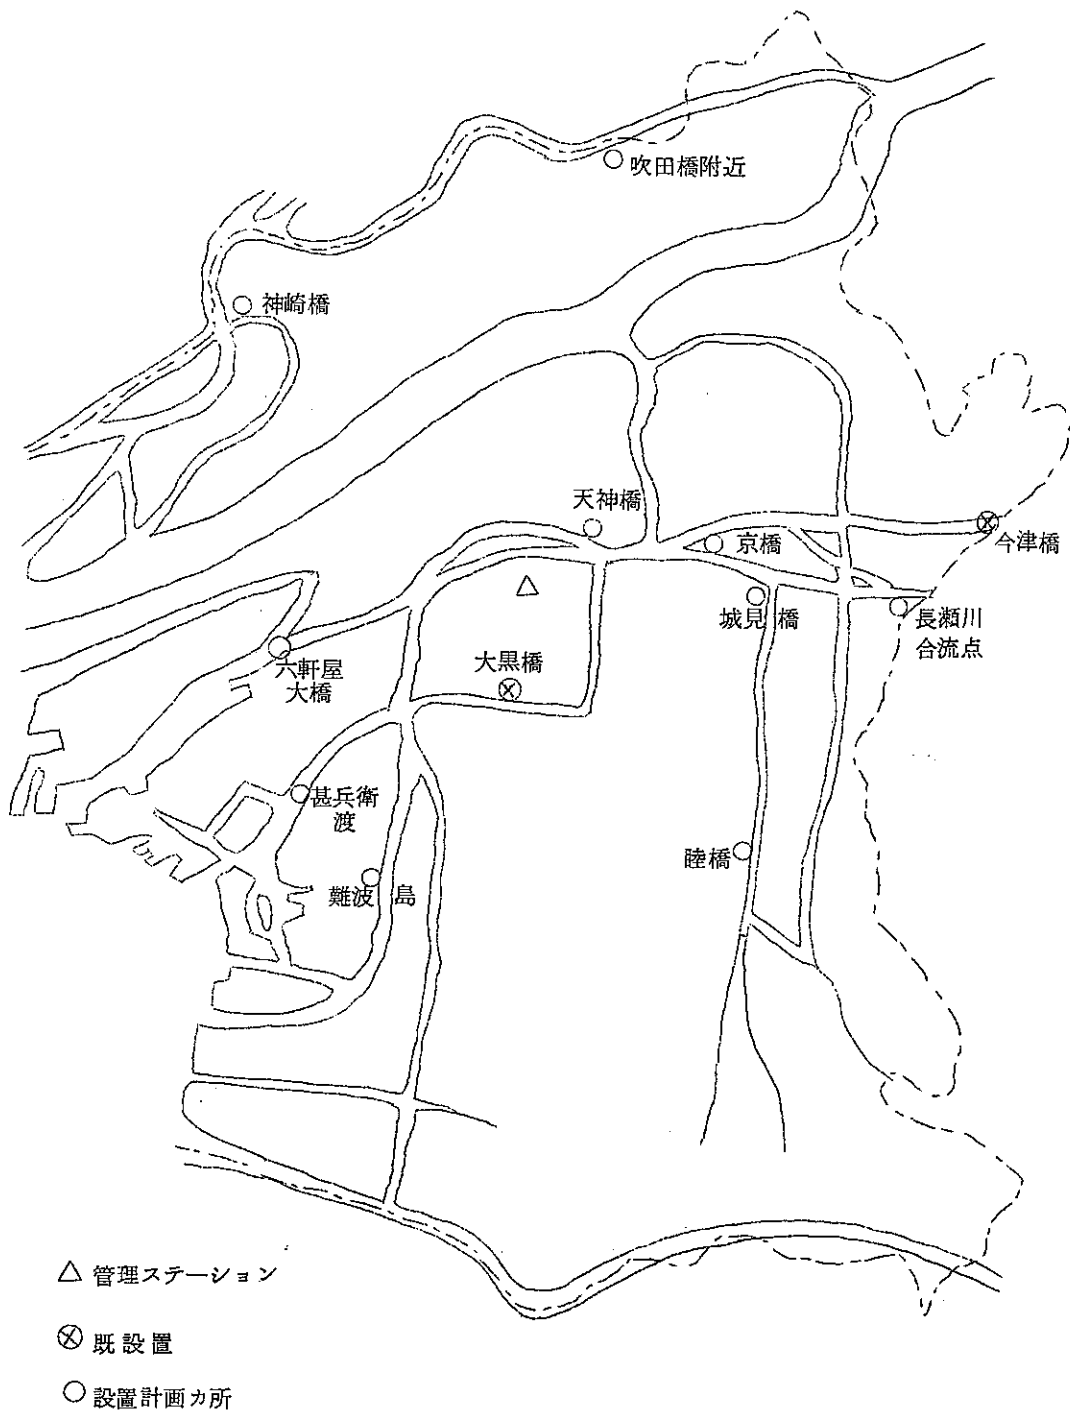 吹田橋附近
神崎橋
天神橋
京橋
今津橋
城見橋
長瀬川
合流点
六軒屋
大橋
大黒橋
甚兵衛
渡
難波島
睦橋
△ 管理ステーション
⊗ 既設置
○ 設置計画カ所